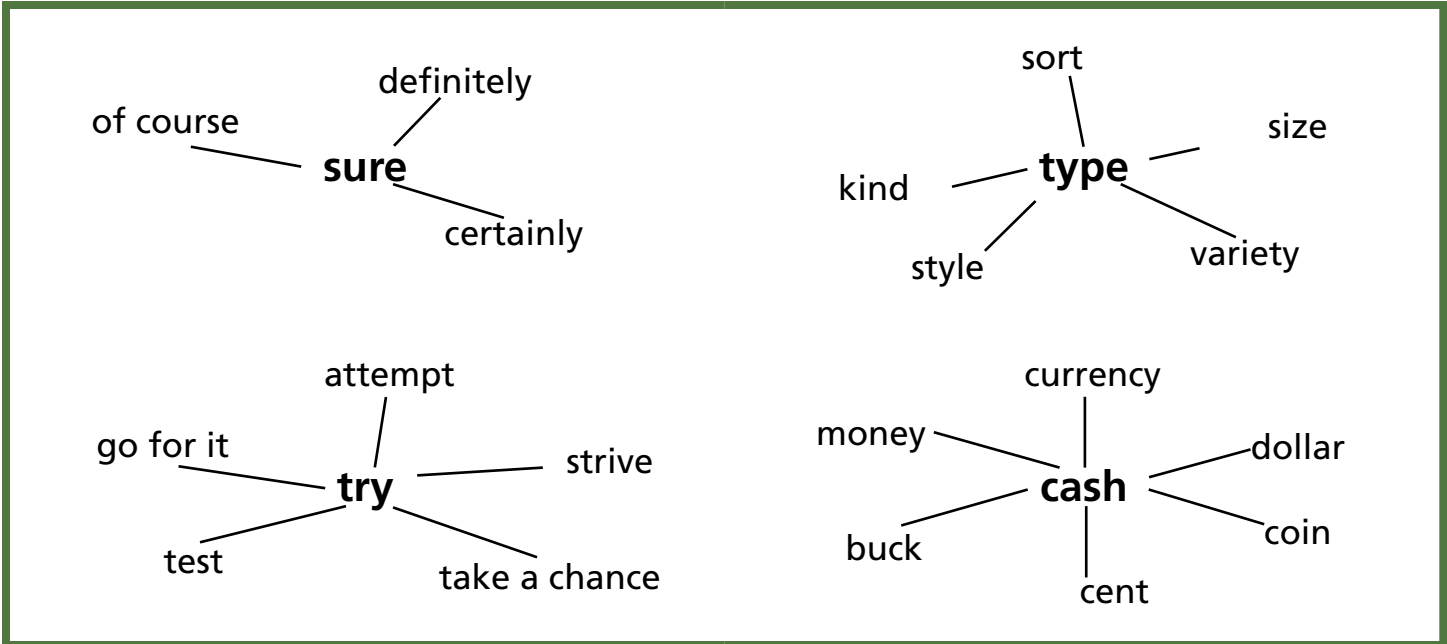 definitely
of course
sure
certainly
sort
size
type
kind
variety
style
attempt
go for it
strive
try
test
take a chance
currency
money
dollar
cash
coin
buck
cent